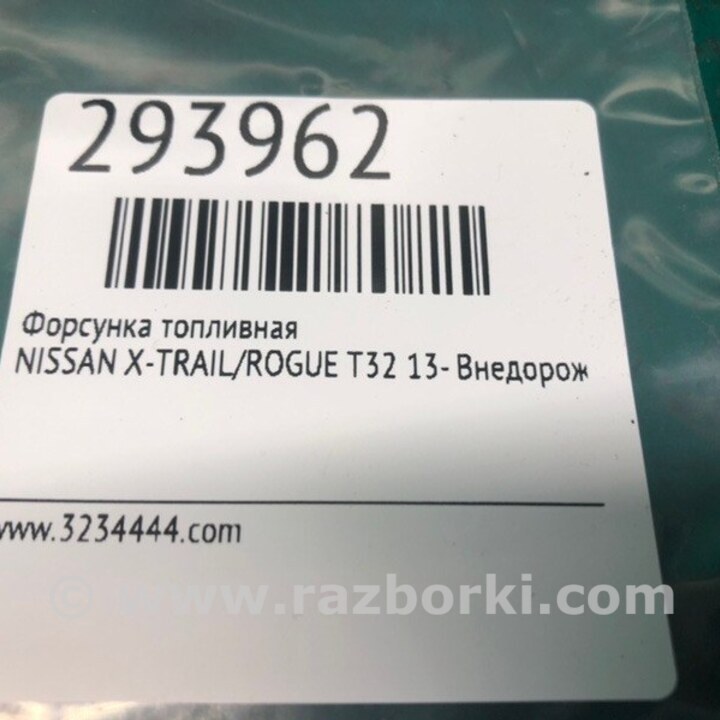 293962
Форсунка топливная
NISSAN X-TRAIL/ROGUE T32 13- Внедорож
www.3234444.com
© www.razborki.com